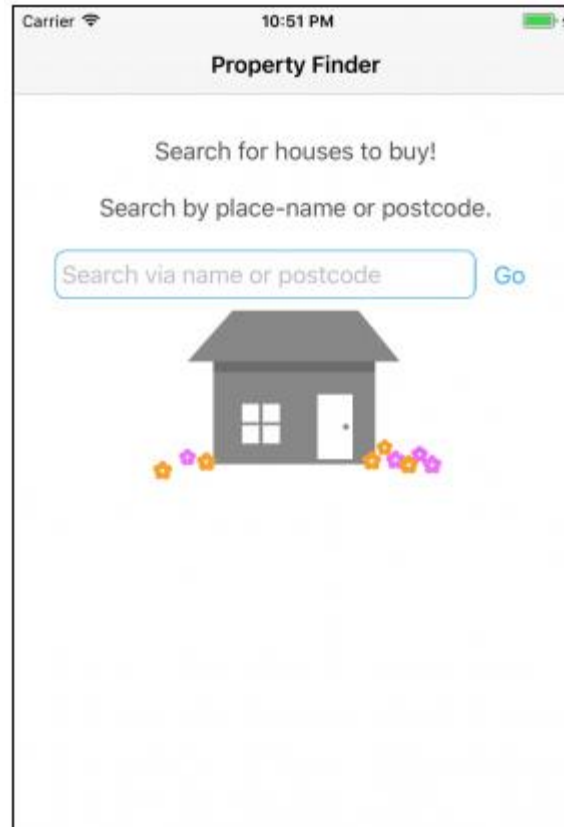 Carrier 10:51 PM
Property Finder
Search for houses to buy!
Search by place-name or postcode.
Search via name or postcode Go